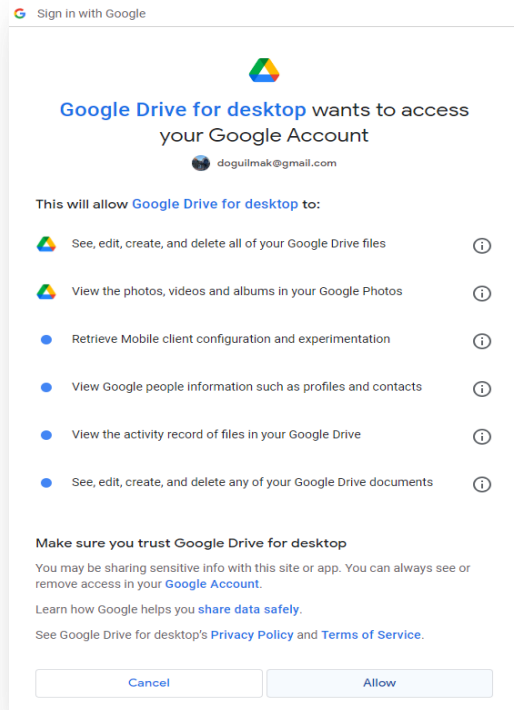 Sign in with Google
Google Drive for desktop wants to access
your Google Account
doguilmak@gmail.com
This will allow Google Drive for desktop to:
See, edit, create, and delete all of your Google Drive files
View the photos, videos and albums in your Google Photos
Retrieve Mobile client configuration and experimentation
View Google people information such as profiles and contacts
View the activity record of files in your Google Drive
See, edit, create, and delete any of your Google Drive documents
Make sure you trust Google Drive for desktop
You may be sharing sensitive info with this site or app. You can always see or
remove access in your Google Account.
Learn how Google helps you share data safely.
See Google Drive for desktop's Privacy Policy and Terms of Service.
Cancel
Allow